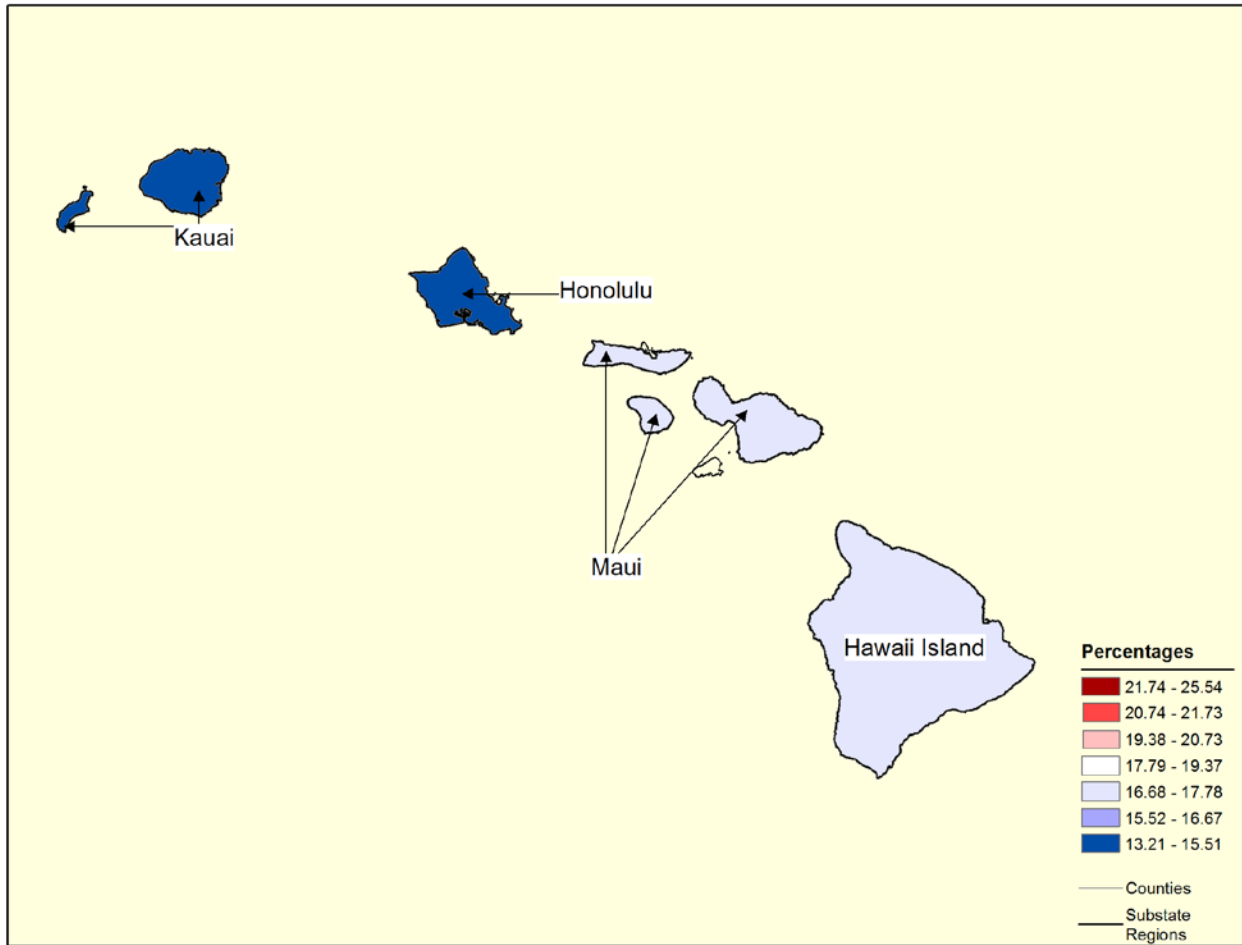 Kauai
Honolulu
Maui
Hawaii Island
Percentages
21.74 - 25.54
20.74 - 21.73
19.38 - 20.73
17.79 - 19.37
16.68 - 17.78
15.52 - 16.67
13.21 - 15.51
Counties
Substate
Regions